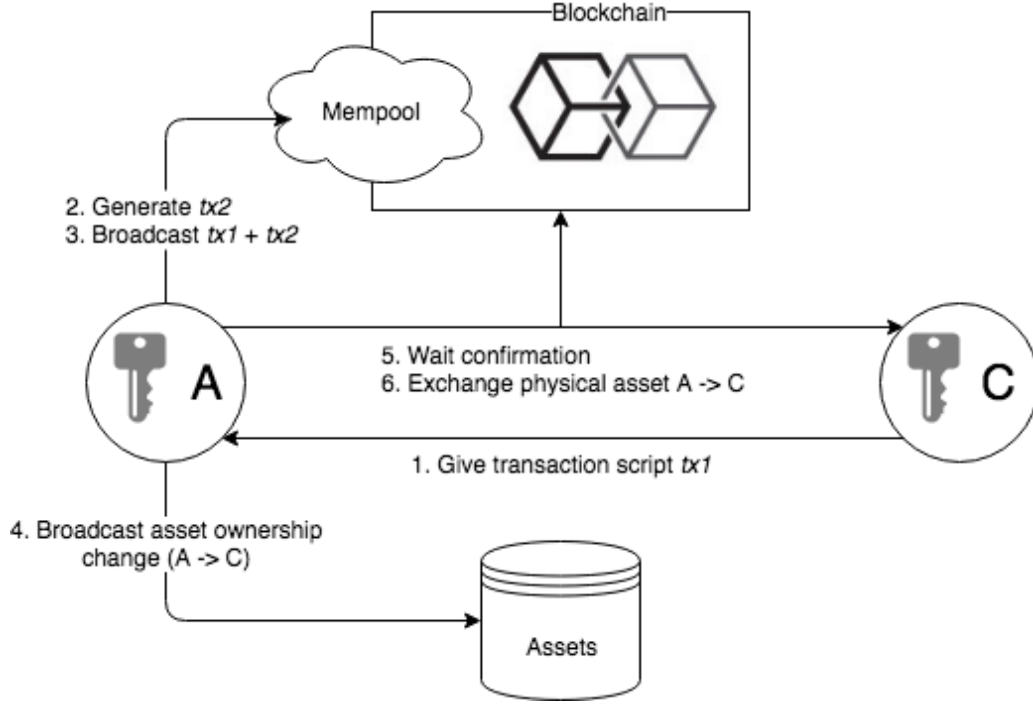 Blockchain
Mempool
2. Generate tx2
3. Broadcast tx1 + tx2
A
C
5. Wait confirmation
6. Exchange physical asset A -> C
1. Give transaction script tx1
4. Broadcast asset ownership
change (A -> C)
Assets